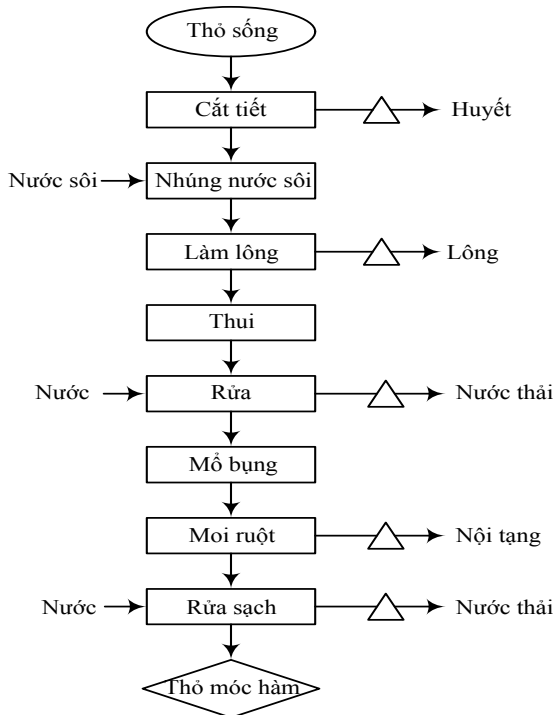 Thỏ sống
Cắt tiết
Huyết
Nước sôi
Nhúng nước sôi
Làm lông
Lông
Thui
Nước
Rửa
Nước thải
Mổ bụng
Moi ruột
Nội tạng
Nước
Rửa sạch
Nước thải
Thỏ móc hàm